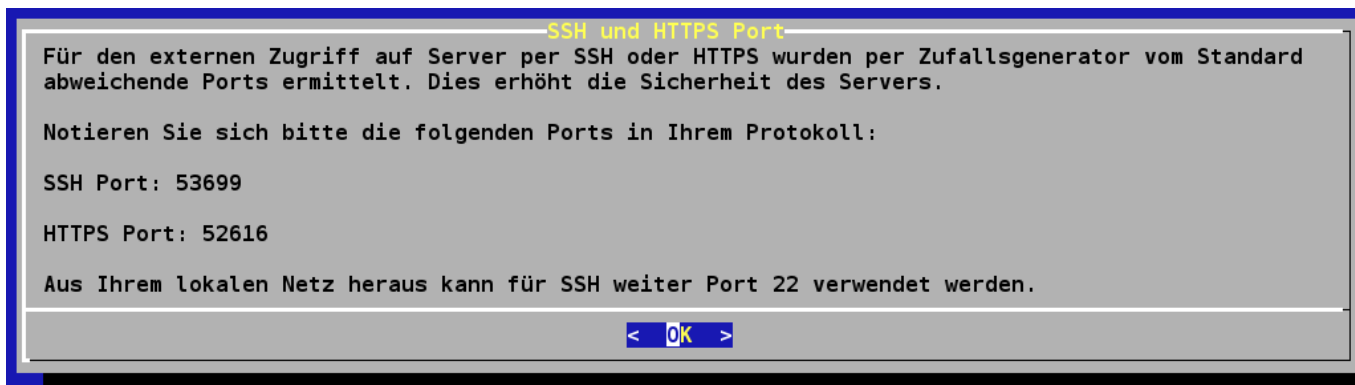 SSH und HTTPS Port
Für den externen Zugriff auf Server per SSH oder HTTPS wurden per Zufallsgenerator vom Standard
abweichende Ports ermittelt. Dies erhöht die Sicherheit des Servers.
Notieren Sie sich bitte die folgenden Ports in Ihrem Protokoll:
SSH Port: 53699
HTTPS Port: 52616
Aus Ihrem lokalen Netz heraus kann für SSH weiter Port 22 verwendet werden.
< OK >